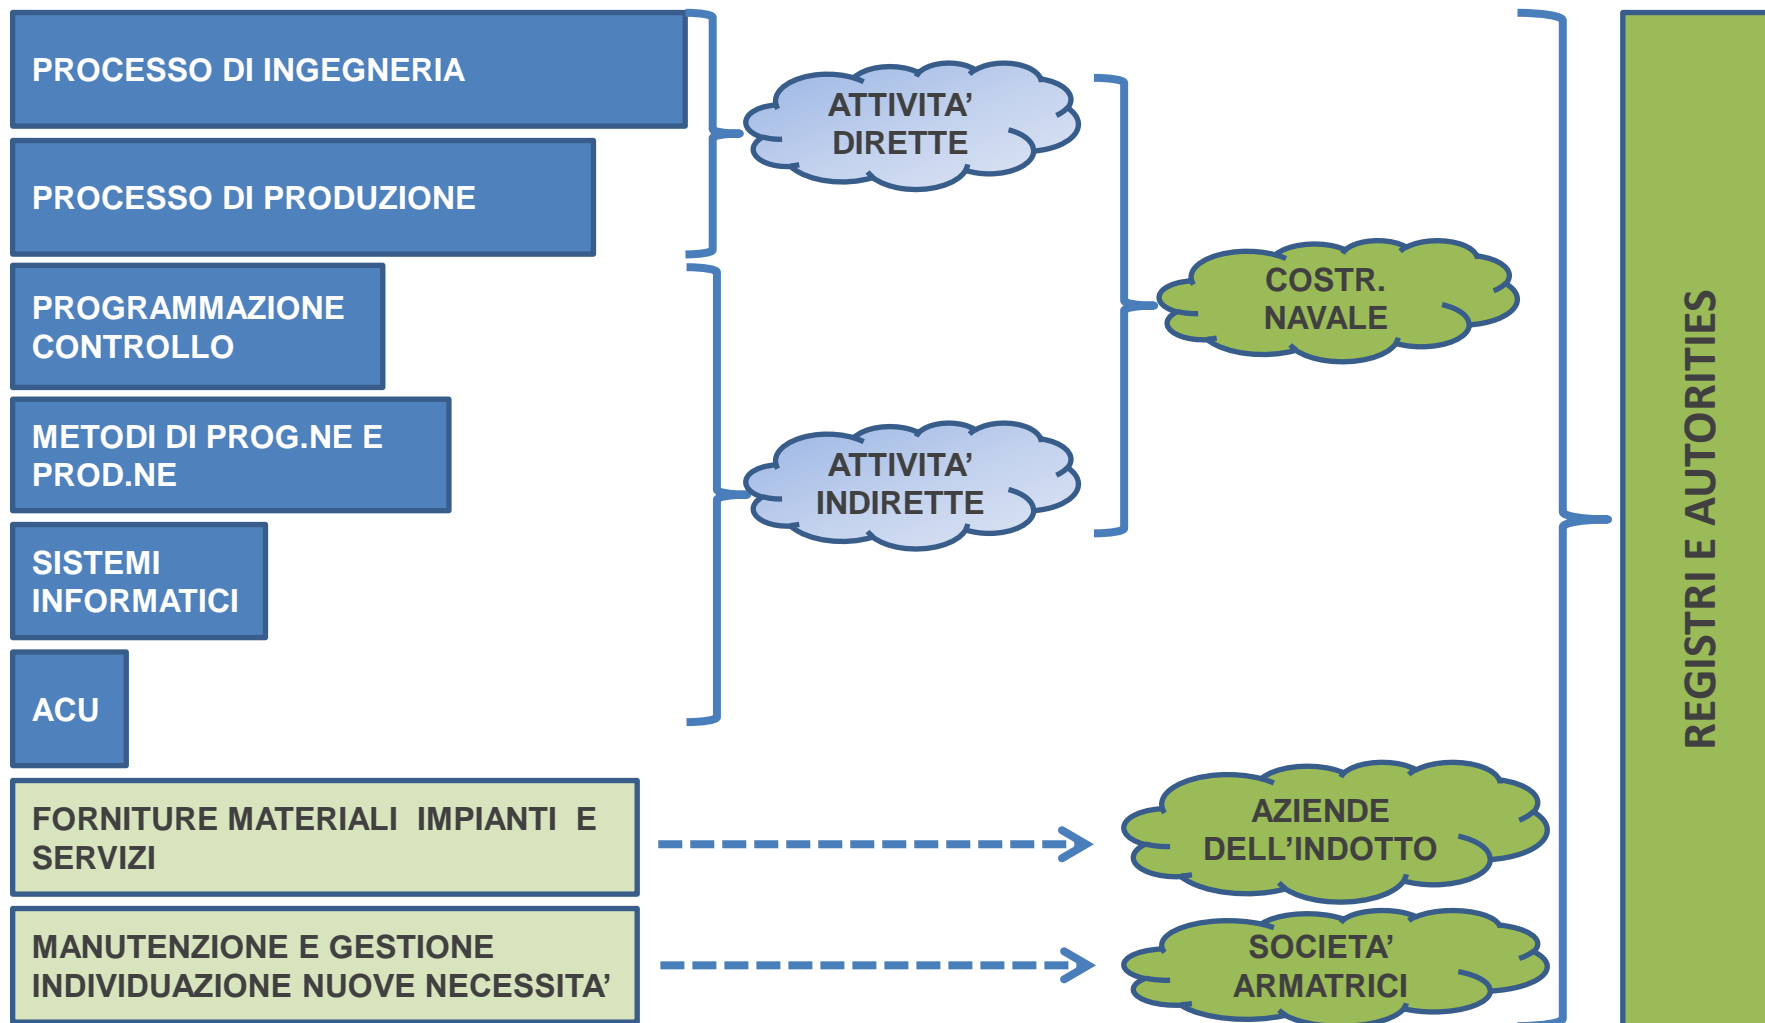 PROCESSO DI INGEGNERIA
PROCESSO DI PRODUZIONE
PROGRAMMAZIONE
CONTROLLO
METODI DI PROG.NE E
PROD.NE
SISTEMI
INFORMATICI
ACU
FORNITURE MATERIALI  IMPIANTI  E
SERVIZI
MANUTENZIONE E GESTIONE
INDIVIDUAZIONE NUOVE NECESSITA’
ATTIVITA’
DIRETTE
ATTIVITA’
INDIRETTE
COSTR.
NAVALE
AZIENDE
DELL’INDOTTO
SOCIETA’
ARMATRICI
REGISTRI E AUTORITIES